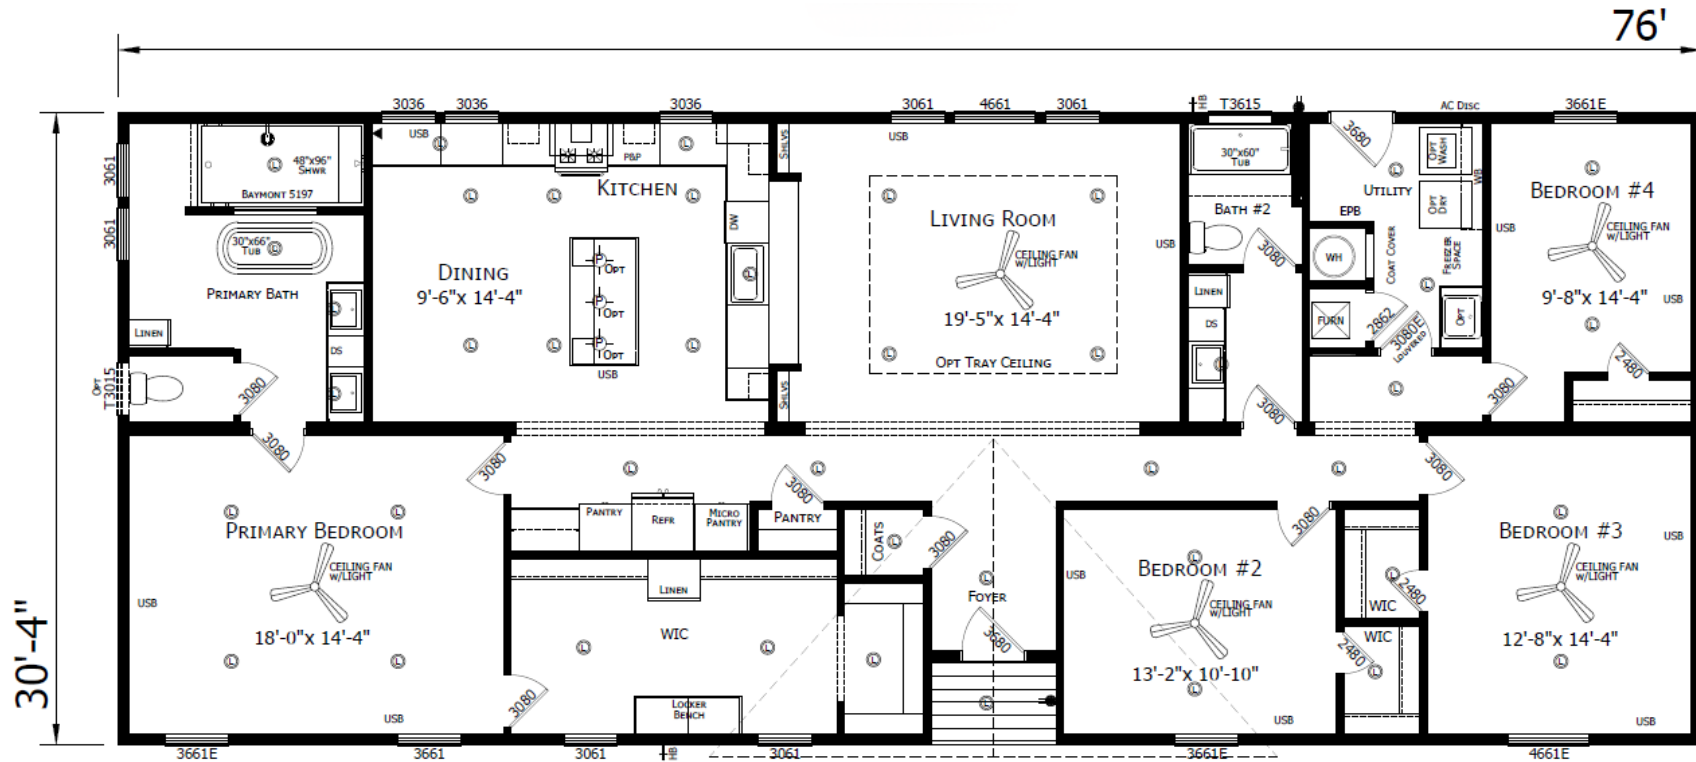 76'
30'-4"
3036
3036
3036
3061
4661
3061
HB
T3615
AC DISC
3661E
3061
3061
OPT
T3015
48"x96"
SHWR
BAYMONT 5197
30"x66"
TUB
PRIMARY BATH
LINEN
DS
3080
3080
USB
P&P
KITCHEN
DINING
9'-6"x 14'-4"
OPT
OPT
OPT
USB
DW
SHLVS
SHLVS
USB
LIVING ROOM
CEILING FAN
W/LIGHT
19'-5"x 14'-4"
OPT TRAY CEILING
USB
30"x60"
TUB
BATH #2
3080
LINEN
DS
3080
3680
OPT
WASH
WB
UTILITY
OPT
DRY
EPB
WH
COAT COVER
FREEZER
SPACE
FURN
2862
3080E
LOUVERED
OPT
BEDROOM #4
USB
CEILING FAN
W/LIGHT
9'-8"x 14'-4"
USB
2480
3080
3080
PRIMARY BEDROOM
CEILING FAN
W/LIGHT
USB
18'-0"x 14'-4"
USB
3080
3080
PANTRY
REFR
MICRO
PANTRY
PANTRY
3080
LINEN
WIC
LOCKER
BENCH
COATS
3080
FOYER
3680
3080
BEDROOM #2
USB
CEILING FAN
W/LIGHT
13'-2"x 10'-10"
USB
2480
WIC
WIC
2480
BEDROOM #3
USB
CEILING FAN
W/LIGHT
12'-8"x 14'-4"
USB
3661E
3661
3061
HB
3061
3661E
4661E